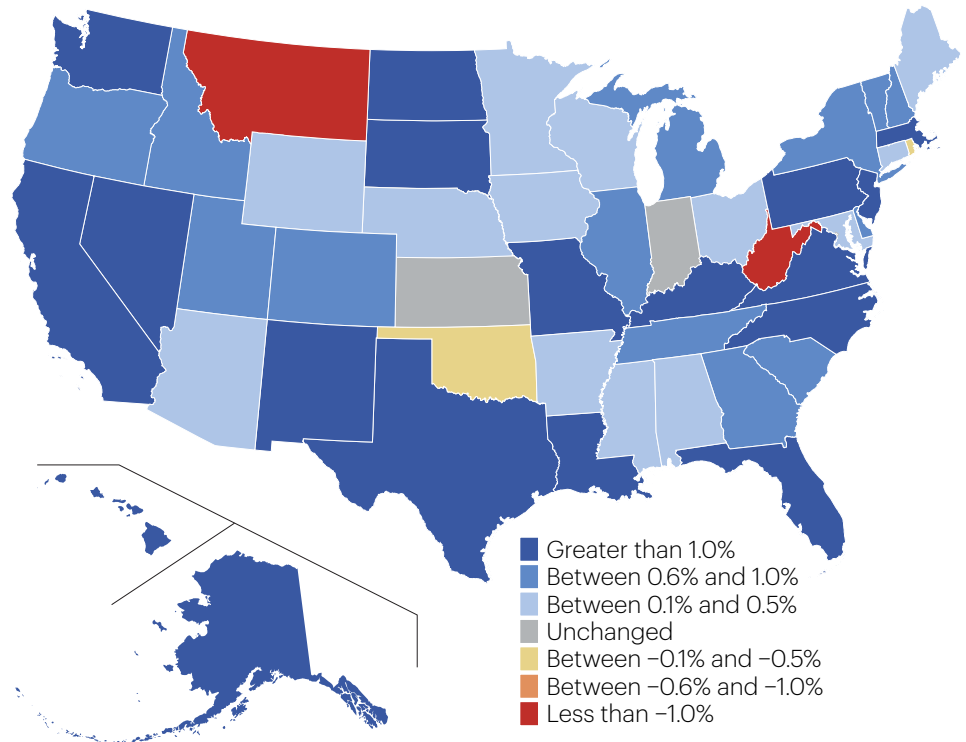 Greater than 1.0%
Between 0.6% and 1.0%
Between 0.1% and 0.5%
Unchanged
Between −0.1% and −0.5%
Between −0.6% and −1.0%
Less than −1.0%